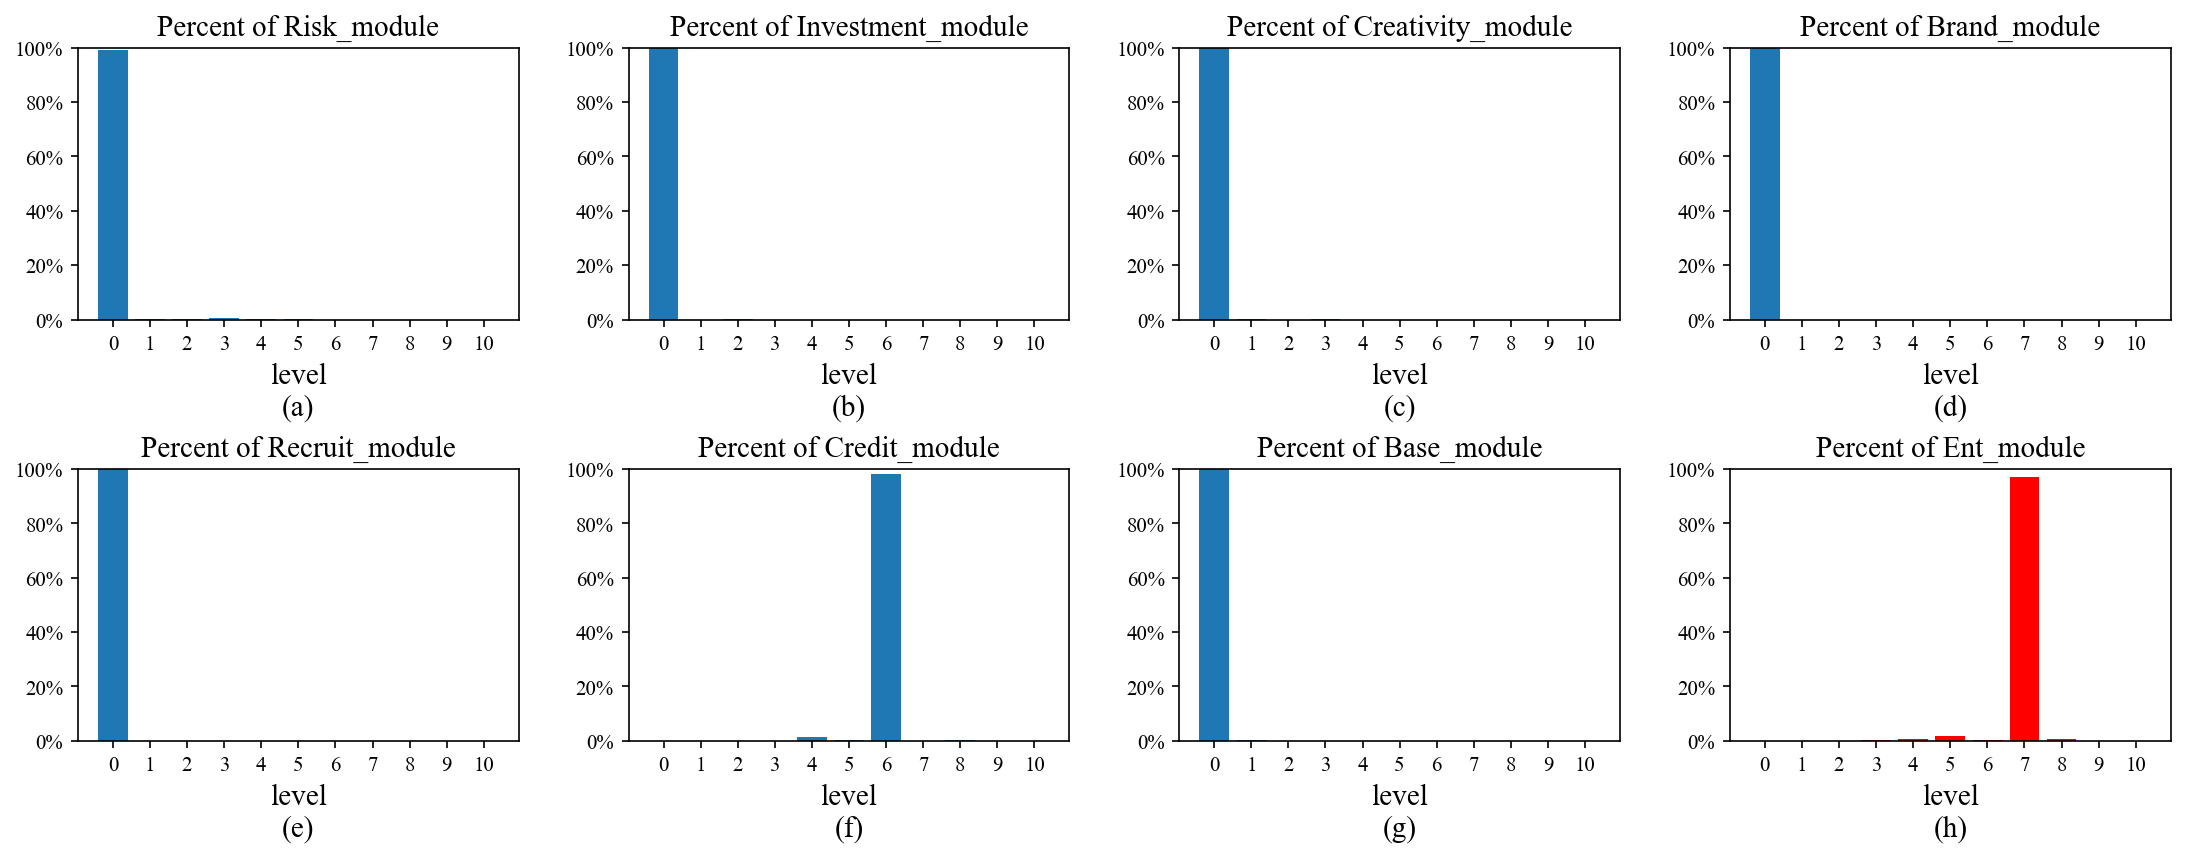 Percent of Risk_module
100%
80%
60%
40%
20%
0%
0 1 2 3 4 5 6 7 8 9 10
level
(a)
Percent of Investment_module
100%
80%
60%
40%
20%
0%
0 1 2 3 4 5 6 7 8 9 10
level
(b)
Percent of Creativity_module
100%
80%
60%
40%
20%
0%
0 1 2 3 4 5 6 7 8 9 10
level
(c)
Percent of Brand_module
100%
80%
60%
40%
20%
0%
0 1 2 3 4 5 6 7 8 9 10
level
(d)
Percent of Recruit_module
100%
80%
60%
40%
20%
0%
0 1 2 3 4 5 6 7 8 9 10
level
(e)
Percent of Credit_module
100%
80%
60%
40%
20%
0%
0 1 2 3 4 5 6 7 8 9 10
level
(f)
Percent of Base_module
100%
80%
60%
40%
20%
0%
0 1 2 3 4 5 6 7 8 9 10
level
(g)
Percent of Ent_module
100%
80%
60%
40%
20%
0%
0 1 2 3 4 5 6 7 8 9 10
level
(h)